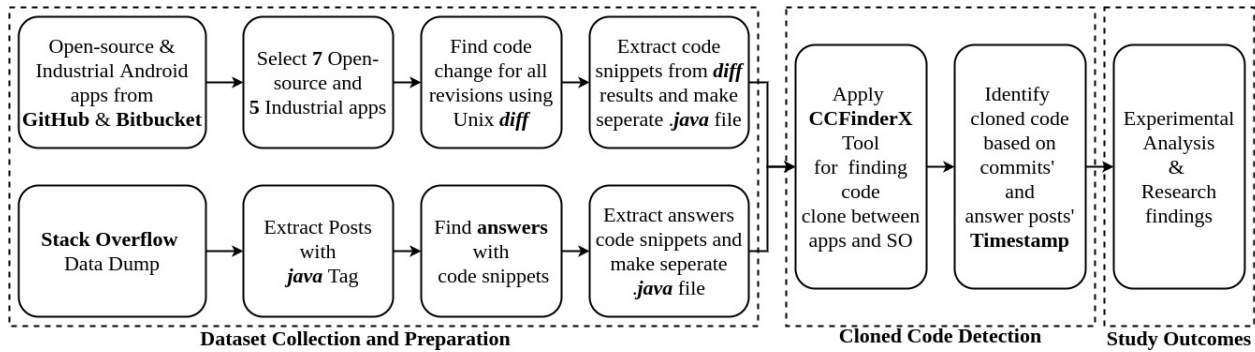 Open-source &
Industrial Android
apps from
GitHub & Bitbucket
Select 7 Open-
source and
5 Industrial apps
Find code
change for all
revisions using
Unix diff
Extract code
snippets from diff
results and make
seperate .java file
Stack Overflow
Data Dump
Extract Posts
with
java Tag
Find answers
with
code snippets
Extract answers
code snippets and
make seperate
.java file
Dataset Collection and Preparation
Apply
CCFinderX
Tool
for finding
code
clone between
apps and SO
Identify
cloned code
based on
commits'
and
answer posts'
Timestamp
Cloned Code Detection
Experimental
Analysis
&
Research
findings
Study Outcomes